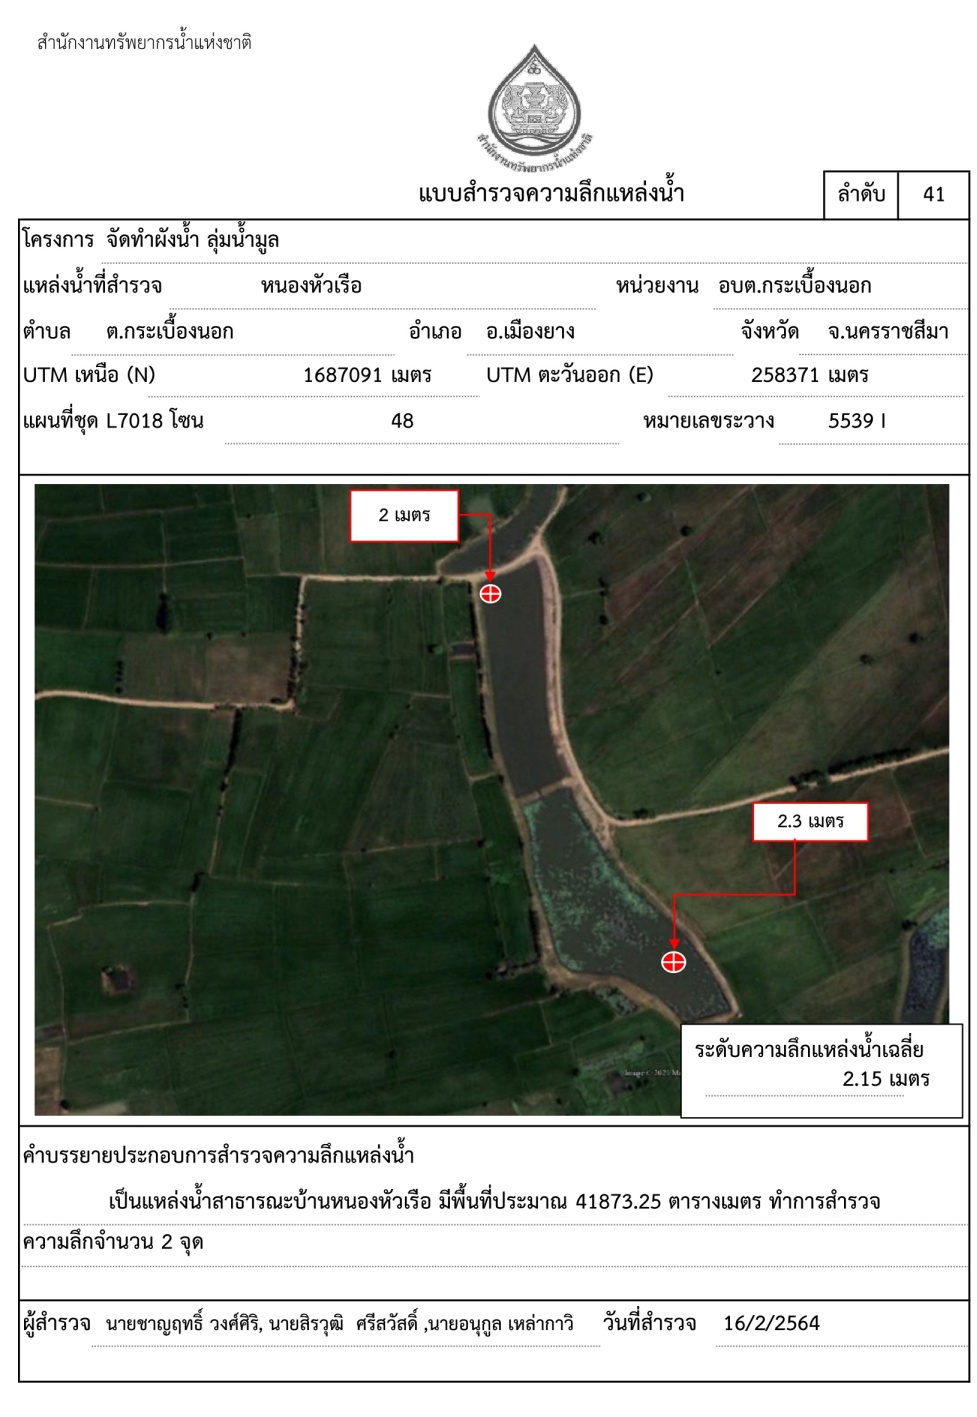 สำนักงานทรัพยากรน้ำแห่งชาติ
สำนักงานทรัพยากรน้ำแห่งชาติ
แบบสำรวจความลึกแหล่งน้ำ
ลำดับ 41
โครงการ จัดทำผังน้ำ ลุ่มน้ำมูล
แหล่งน้ำที่สำรวจ หนองหัวเรือ หน่วยงาน อบต.กระเบื้องนอก
ตำบล ต.กระเบื้องนอก อำเภอ อ.เมืองยาง จังหวัด จ.นครราชสีมา
UTM เหนือ (N) 1687091 เมตร UTM ตะวันออก (E) 258371 เมตร
แผนที่ชุด L7018 โซน 48 หมายเลขระวาง 5539 I
2 เมตร
2.3 เมตร
ระดับความลึกแหล่งน้ำเฉลี่ย
2.15 เมตร
คำบรรยายประกอบการสำรวจความลึกแหล่งน้ำ
เป็นแหล่งน้ำสาธารณะบ้านหนองหัวเรือ มีพื้นที่ประมาณ 41873.25 ตารางเมตร ทำการสำรวจ
ความลึกจำนวน 2 จุด
ผู้สำรวจ นายชาญฤทธิ์ วงศ์ศิริ, นายสิรวุฒิ ศรีสวัสดิ์ ,นายอนุกูล เหล่ากาวิ วันที่สำรวจ 16/2/2564